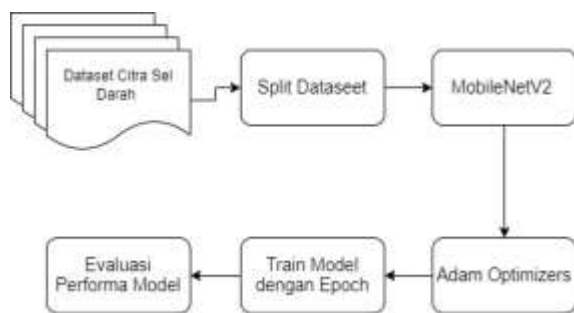 Dataset Citra Sel
Darah
Split Dataseet
MobileNetV2
Adam Optimizers
Train Model
dengan Epoch
Evaluasi
Performa Model